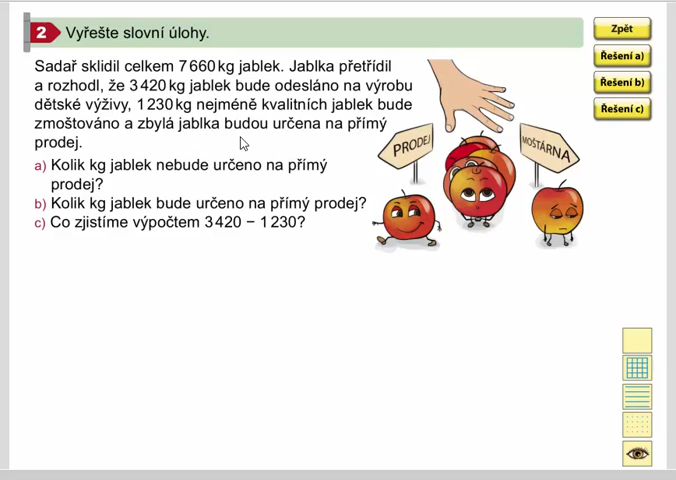 2 Vyřešte slovní úlohy.
Sadař sklidil celkem 7 660 kg jablek. Jablka přetřídil
a rozhodl, že 3 420 kg jablek bude odesláno na výrobu
dětské výživy, 1 230 kg nejméně kvalitních jablek bude
zmoštováno a zbylá jablka budou určena na přímý
prodej.
a) Kolik kg jablek nebude určeno na přímý
prodej?
b) Kolik kg jablek bude určeno na přímý prodej?
c) Co zjistíme výpočtem 3 420 − 1 230?
PRODEJ
MOŠTÁRNA
Zpět
Řešení a)
Řešení b)
Řešení c)